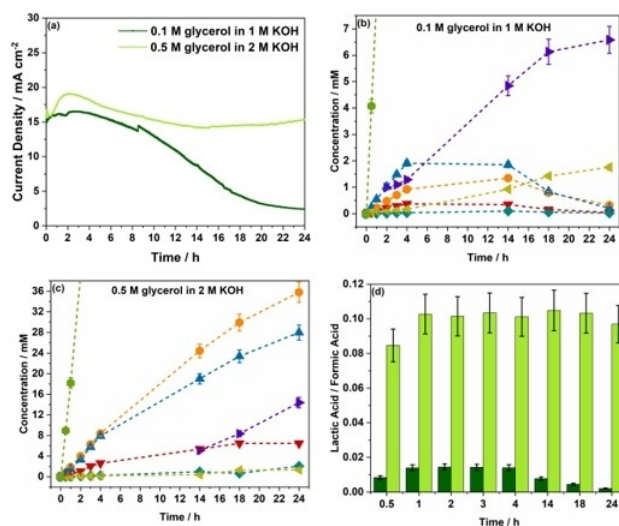 (a)
0.1 M glycerol in 1 M KOH
0.5 M glycerol in 2 M KOH
Current Density / mA cm-2
30
25
20
15
10
5
0
0 2 4 6 8 10 12 14 16 18 20 22 24
Time / h
(b)
0.1 M glycerol in 1 M KOH
Concentration / mM
7
6
5
4
3
2
1
0
0 2 4 6 8 10 12 14 16 18 20 22 24
Time / h
(c)
0.5 M glycerol in 2 M KOH
Concentration / mM
36
32
28
24
20
16
12
8
4
0
0 2 4 6 8 10 12 14 16 18 20 22 24
Time / h
(d)
Lactic Acid / Formic Acid
0.12
0.10
0.08
0.06
0.04
0.02
0.00
0.5 1 2 3 4 14 18 24
Time / h